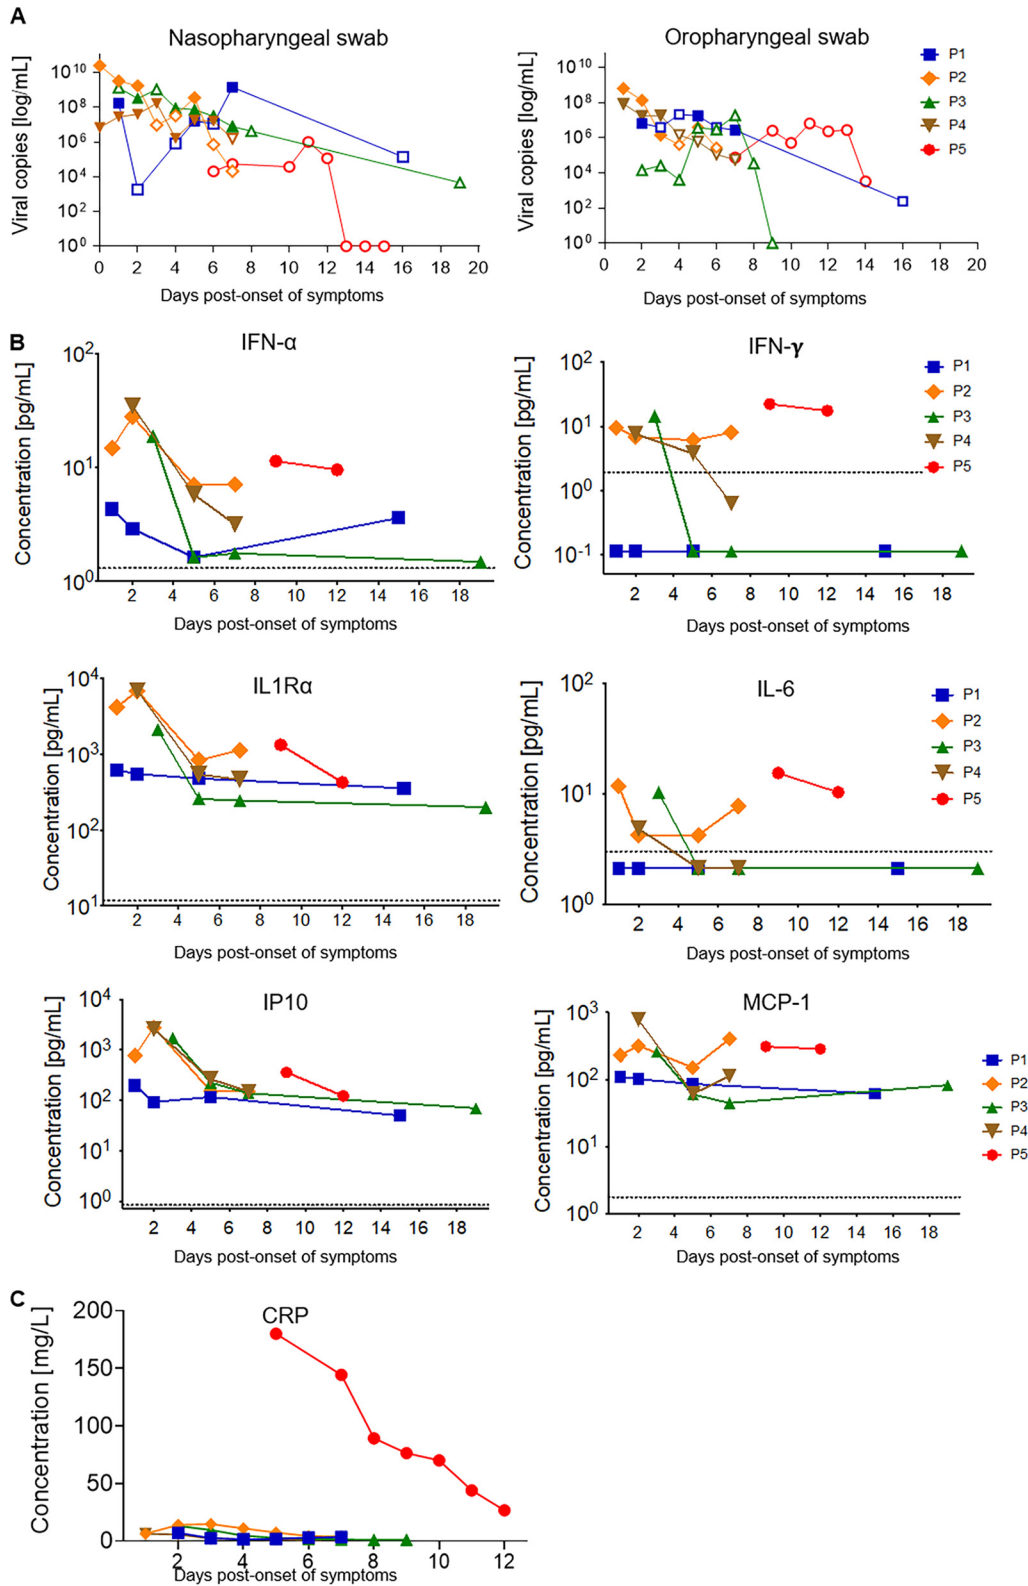 A
Nasopharyngeal swab
Viral copies [log/mL]
10^10
10^8
10^6
10^4
10^2
10^0
0 2 4 6 8 10 12 14 16 18 20
Days post-onset of symptoms
Oropharyngeal swab
Viral copies [log/mL]
10^10
10^8
10^6
10^4
10^2
10^0
0 2 4 6 8 10 12 14 16 18 20
Days post-onset of symptoms
P1
P2
P3
P4
P5
B
IFN-α
Concentration [pg/mL]
10^2
10^1
10^0
2 4 6 8 10 12 14 16 18
Days post-onset of symptoms
IFN-γ
Concentration [pg/mL]
10^2
10^1
10^0
10^-1
2 4 6 8 10 12 14 16 18
Days post-onset of symptoms
P1
P2
P3
P4
P5
IL1Rα
Concentration [pg/mL]
10^4
10^3
10^2
10^1
2 4 6 8 10 12 14 16 18
Days post-onset of symptoms
IL-6
Concentration [pg/mL]
10^2
10^1
10^0
2 4 6 8 10 12 14 16 18
Days post-onset of symptoms
P1
P2
P3
P4
P5
IP10
Concentration [pg/mL]
10^4
10^3
10^2
10^1
10^0
2 4 6 8 10 12 14 16 18
Days post-onset of symptoms
MCP-1
Concentration [pg/mL]
10^3
10^2
10^1
10^0
2 4 6 8 10 12 14 16 18
Days post-onset of symptoms
P1
P2
P3
P4
P5
C
CRP
Concentration [mg/L]
200
150
100
50
0
2 4 6 8 10 12
Days post-onset of symptoms